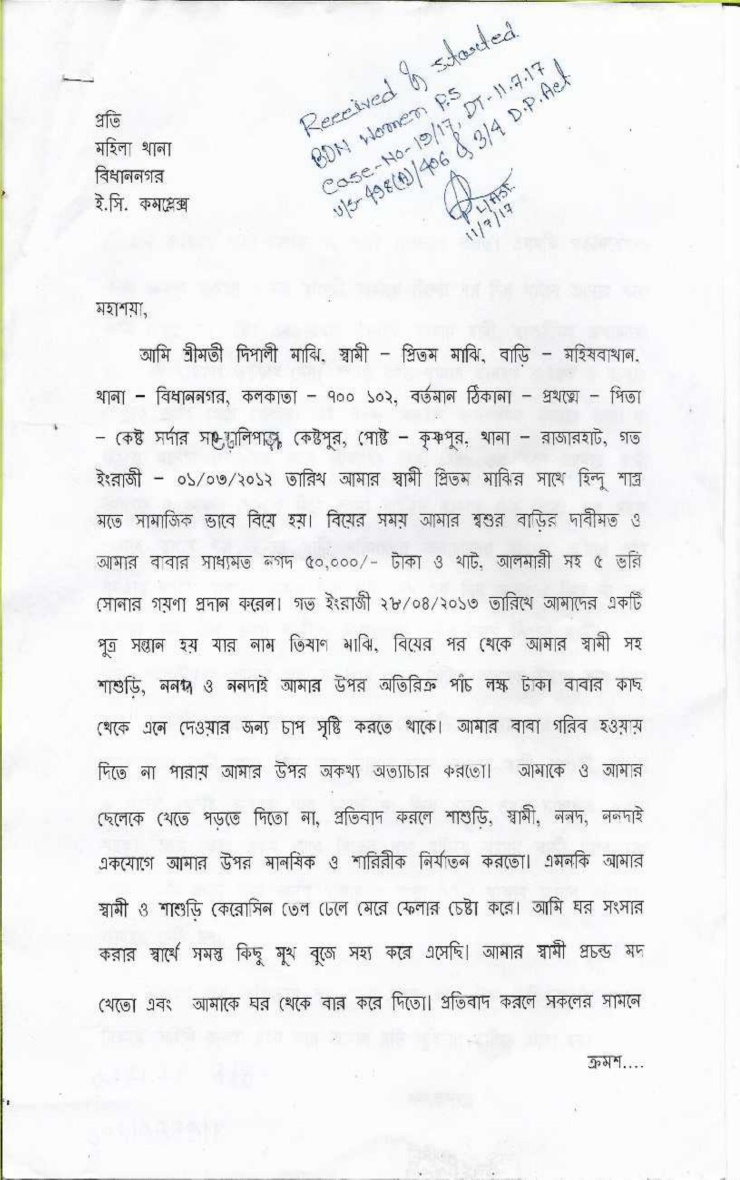 Received & started
BDN Women P.S
Case-No-19/17, DT-11.7.17
u/s-498(A)/406 & 3/4 D.P. Act
11/7/17
প্রতি
মহিলা থানা
বিধাননগর
ই.সি. কমপ্লেক্স
মহাশয়া,
আমি শ্রীমতী দিপালী মাঝি, স্বামী – প্রিতম মাঝি, বাড়ি – মহিষবাথান,
থানা – বিধাননগর, কলকাতা – ৭০০ ১০২, বর্তমান ঠিকানা – প্রযত্নে – পিতা
– কেষ্ট সর্দার কেষ্টপুর, পোষ্ট – কৃষ্ণপুর, থানা – রাজারহাট, গত
ইংরাজী – ০১/০৩/২০১২ তারিখ আমার স্বামী প্রিতম মাঝির সাথে হিন্দু শাস্ত্র
মতে সামাজিক ভাবে বিয়ে হয়। বিয়ের সময় আমার শ্বশুর বাড়ির দাবীমত ও
আমার বাবার সাধ্যমত নগদ ৫০,০০০/- টাকা ও খাট, আলমারী সহ ৫ ভরি
সোনার গয়ণা প্রদান করেন। গত ইংরাজী ২৮/০৪/২০১৩ তারিখে আমাদের একটি
পুত্র সন্তান হয় যার নাম তিষাণ মাঝি, বিয়ের পর থেকে আমার স্বামী সহ
শাশুড়ি, ননদ ও ননদাই আমার উপর অতিরিক্ত পাঁচ লক্ষ টাকা বাবার কাছ
থেকে এনে দেওয়ার জন্য চাপ সৃষ্টি করতে থাকে। আমার বাবা গরিব হওয়ায়
দিতে না পারায় আমার উপর অকথ্য অত্যাচার করতো। আমাকে ও আমার
ছেলেকে খেতে পড়তে দিতো না, প্রতিবাদ করলে শাশুড়ি, স্বামী, ননদ, ননদাই
একযোগে আমার উপর মানষিক ও শারিরীক নির্যাতন করতো। এমনকি আমার
স্বামী ও শাশুড়ি কেরোসিন তেল ঢেলে মেরে ফেলার চেষ্টা করে। আমি ঘর সংসার
করার স্বার্থে সমস্ত কিছু মুখ বুজে সহ্য করে এসেছি। আমার স্বামী প্রচন্ড মদ
খেতো এবং আমাকে ঘর থেকে বার করে দিতো। প্রতিবাদ করলে সকলের সামনে
ক্রমশ....